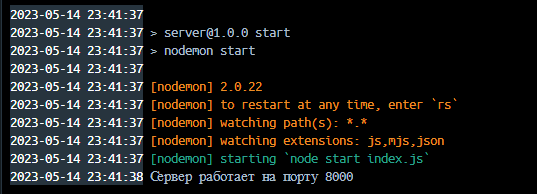 2023-05-14 23:41:37
2023-05-14 23:41:37 > server@1.0.0 start
2023-05-14 23:41:37 > nodemon start
2023-05-14 23:41:37
2023-05-14 23:41:37 [nodemon] 2.0.22
2023-05-14 23:41:37 [nodemon] to restart at any time, enter `rs`
2023-05-14 23:41:37 [nodemon] watching path(s): *.*
2023-05-14 23:41:37 [nodemon] watching extensions: js,mjs,json
2023-05-14 23:41:37 [nodemon] starting `node start index.js`
2023-05-14 23:41:38 Сервер работает на порту 8000